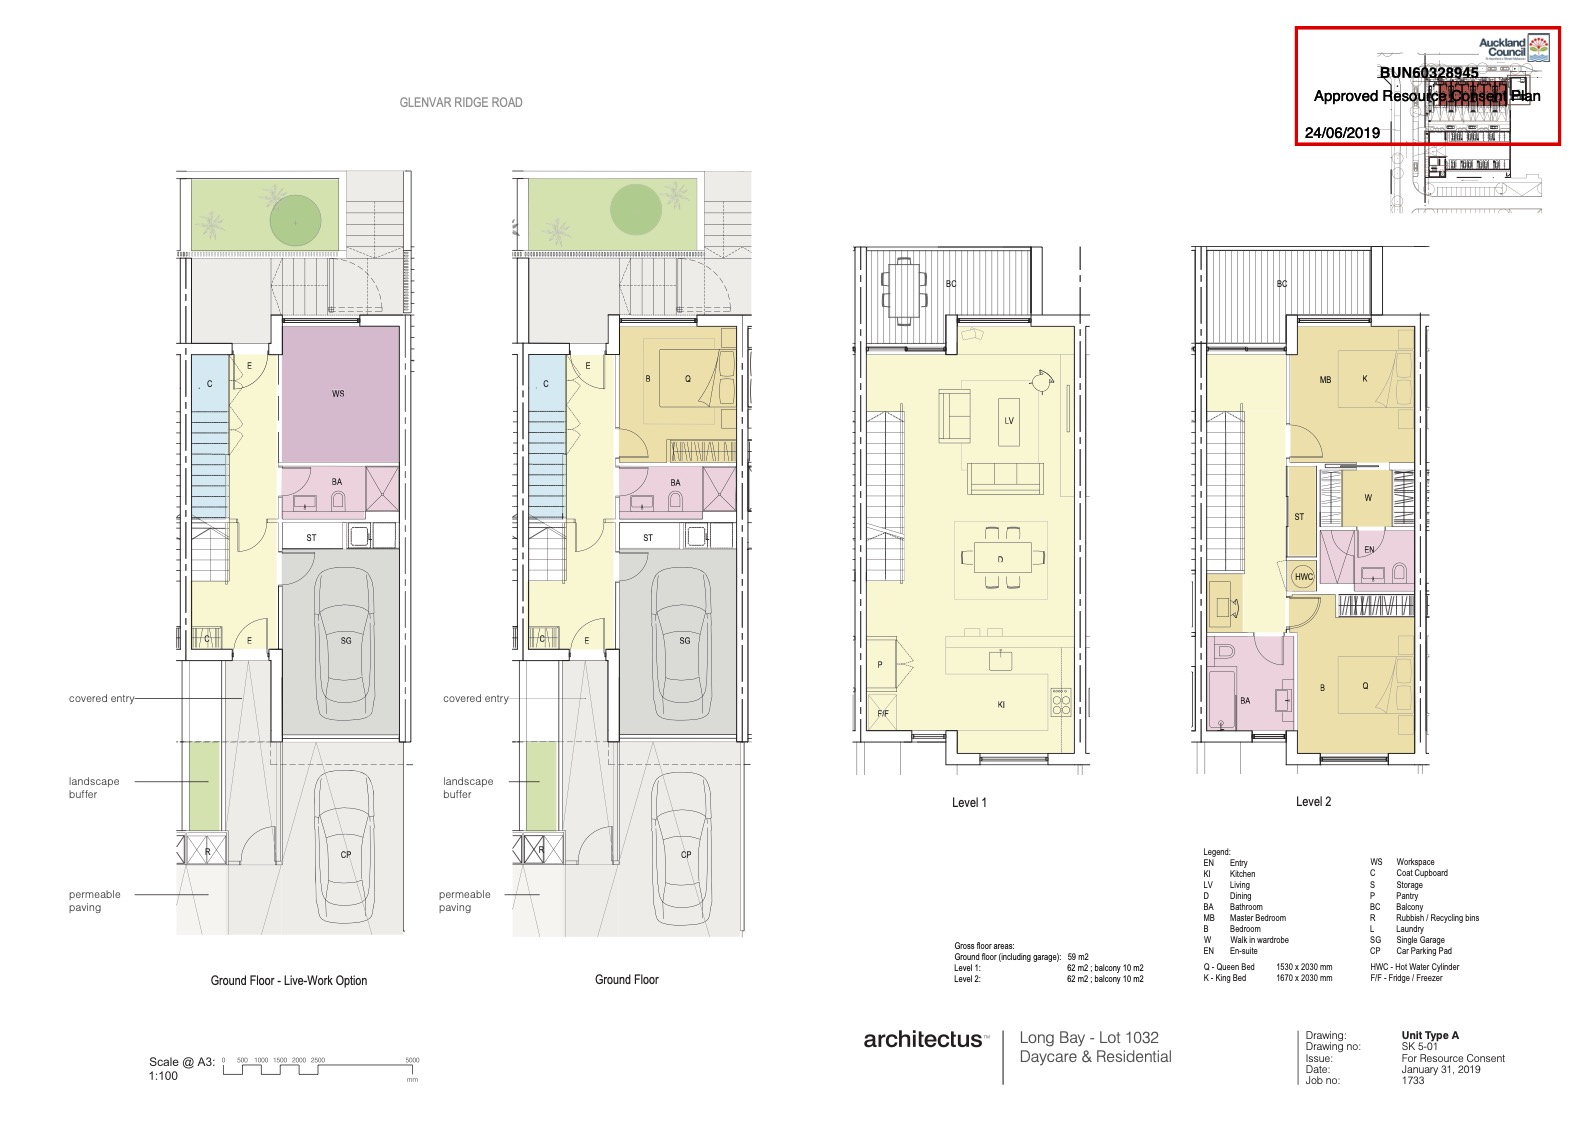 Auckland
Council
BUN60328945
Approved Resource Consent Plan
24/06/2019
GLENVAR RIDGE ROAD
E
C
WS
BA
ST
L
SG
C
E
covered entry
landscape
buffer
R
CP
permeable
paving
Ground Floor - Live-Work Option
E
C
B
Q
BA
ST
L
SG
C
E
covered entry
landscape
buffer
R
CP
permeable
paving
Ground Floor
BC
LV
D
P
F/F
KI
Level 1
BC
MB
K
W
ST
EN
HWC
BA
B
Q
Level 2
Legend:
EN Entry
KI Kitchen
LV Living
D Dining
BA Bathroom
MB Master Bedroom
B Bedroom
W Walk in wardrobe
EN En-suite
Q - Queen Bed 1530 x 2030 mm
K - King Bed 1670 x 2030 mm
WS Workspace
C Coat Cupboard
S Storage
P Pantry
BC Balcony
R Rubbish / Recycling bins
L Laundry
SG Single Garage
CP Car Parking Pad
HWC - Hot Water Cylinder
F/F - Fridge / Freezer
Gross floor areas:
Ground floor (including garage): 59 m2
Level 1: 62 m2 ; balcony 10 m2
Level 2: 62 m2 ; balcony 10 m2
Scale @ A3:
1:100
0 500 1000 1500 2000 2500 5000
mm
architectus™
Long Bay - Lot 1032
Daycare & Residential
Drawing: Unit Type A
Drawing no: SK 5-01
Issue: For Resource Consent
Date: January 31, 2019
Job no: 1733